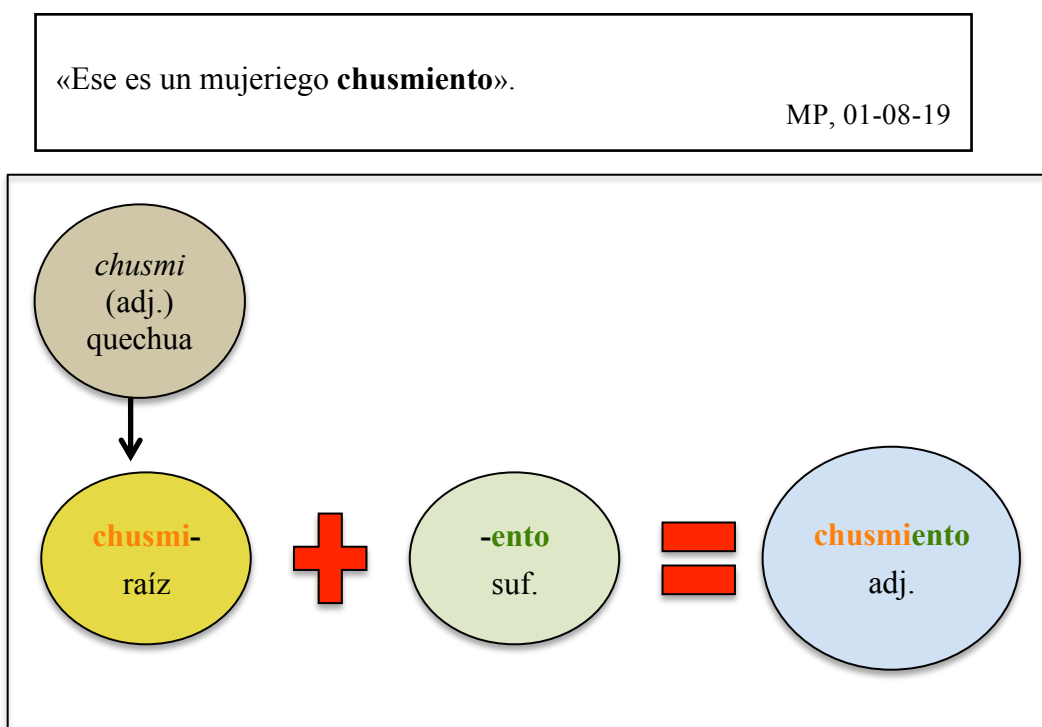 «Ese es un mujeriego chusmiento».
MP, 01-08-19
chusmi
(adj.)
quechua
chusmi-
raíz
-ento
suf.
chusmiento
adj.